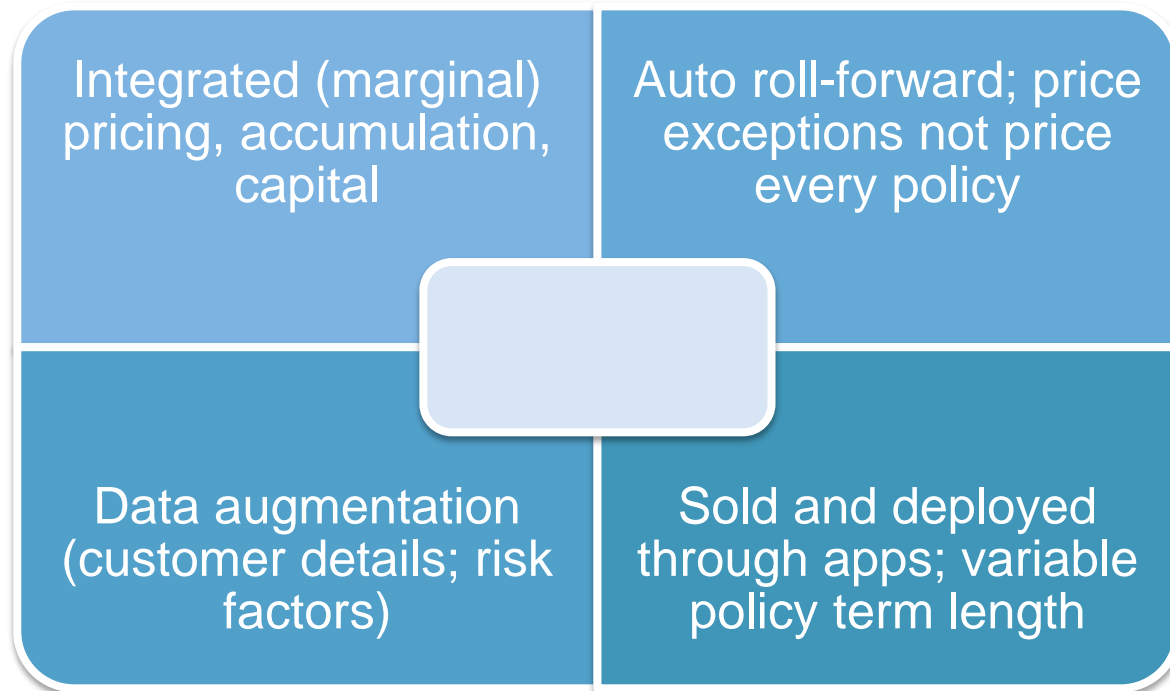 Integrated (marginal)
pricing, accumulation,
capital
Auto roll-forward; price
exceptions not price
every policy
Data augmentation
(customer details; risk
factors)
Sold and deployed
through apps; variable
policy term length